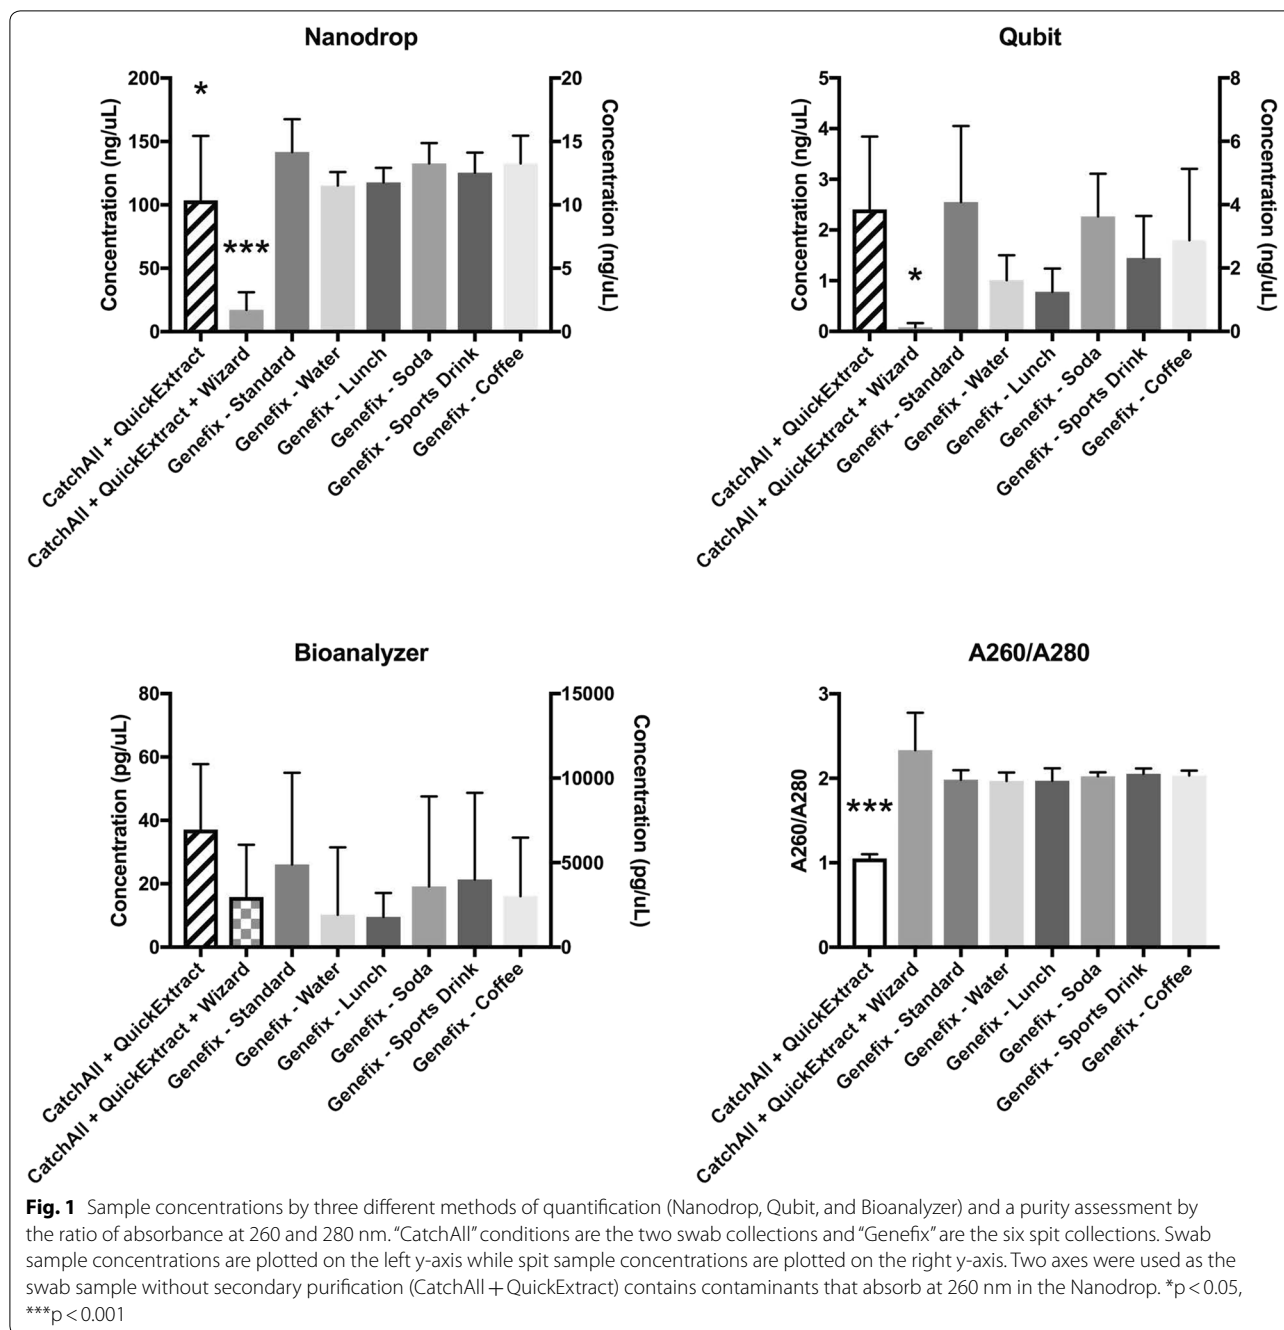 Nanodrop
Concentration (ng/uL)
200
150
100
50
0
*
***
20
15
10
5
0
Concentration (ng/uL)
CatchAll + QuickExtract
CatchAll + QuickExtract + Wizard
Genefix - Standard
Genefix - Water
Genefix - Lunch
Genefix - Soda
Genefix - Sports Drink
Genefix - Coffee
Qubit
Concentration (ng/uL)
5
4
3
2
1
0
*
8
6
4
2
0
Concentration (ng/uL)
CatchAll + QuickExtract
CatchAll + QuickExtract + Wizard
Genefix - Standard
Genefix - Water
Genefix - Lunch
Genefix - Soda
Genefix - Sports Drink
Genefix - Coffee
Bioanalyzer
Concentration (pg/uL)
80
60
40
20
0
15000
10000
5000
0
Concentration (pg/uL)
CatchAll + QuickExtract
CatchAll + QuickExtract + Wizard
Genefix - Standard
Genefix - Water
Genefix - Lunch
Genefix - Soda
Genefix - Sports Drink
Genefix - Coffee
A260/A280
A260/A280
3
2
1
0
***
CatchAll + QuickExtract
CatchAll + QuickExtract + Wizard
Genefix - Standard
Genefix - Water
Genefix - Lunch
Genefix - Soda
Genefix - Sports Drink
Genefix - Coffee
Fig. 1 Sample concentrations by three different methods of quantification (Nanodrop, Qubit, and Bioanalyzer) and a purity assessment by
the ratio of absorbance at 260 and 280 nm. “CatchAll” conditions are the two swab collections and “Genefix” are the six spit collections. Swab
sample concentrations are plotted on the left y-axis while spit sample concentrations are plotted on the right y-axis. Two axes were used as the
swab sample without secondary purification (CatchAll + QuickExtract) contains contaminants that absorb at 260 nm in the Nanodrop. *p < 0.05,
***p < 0.001